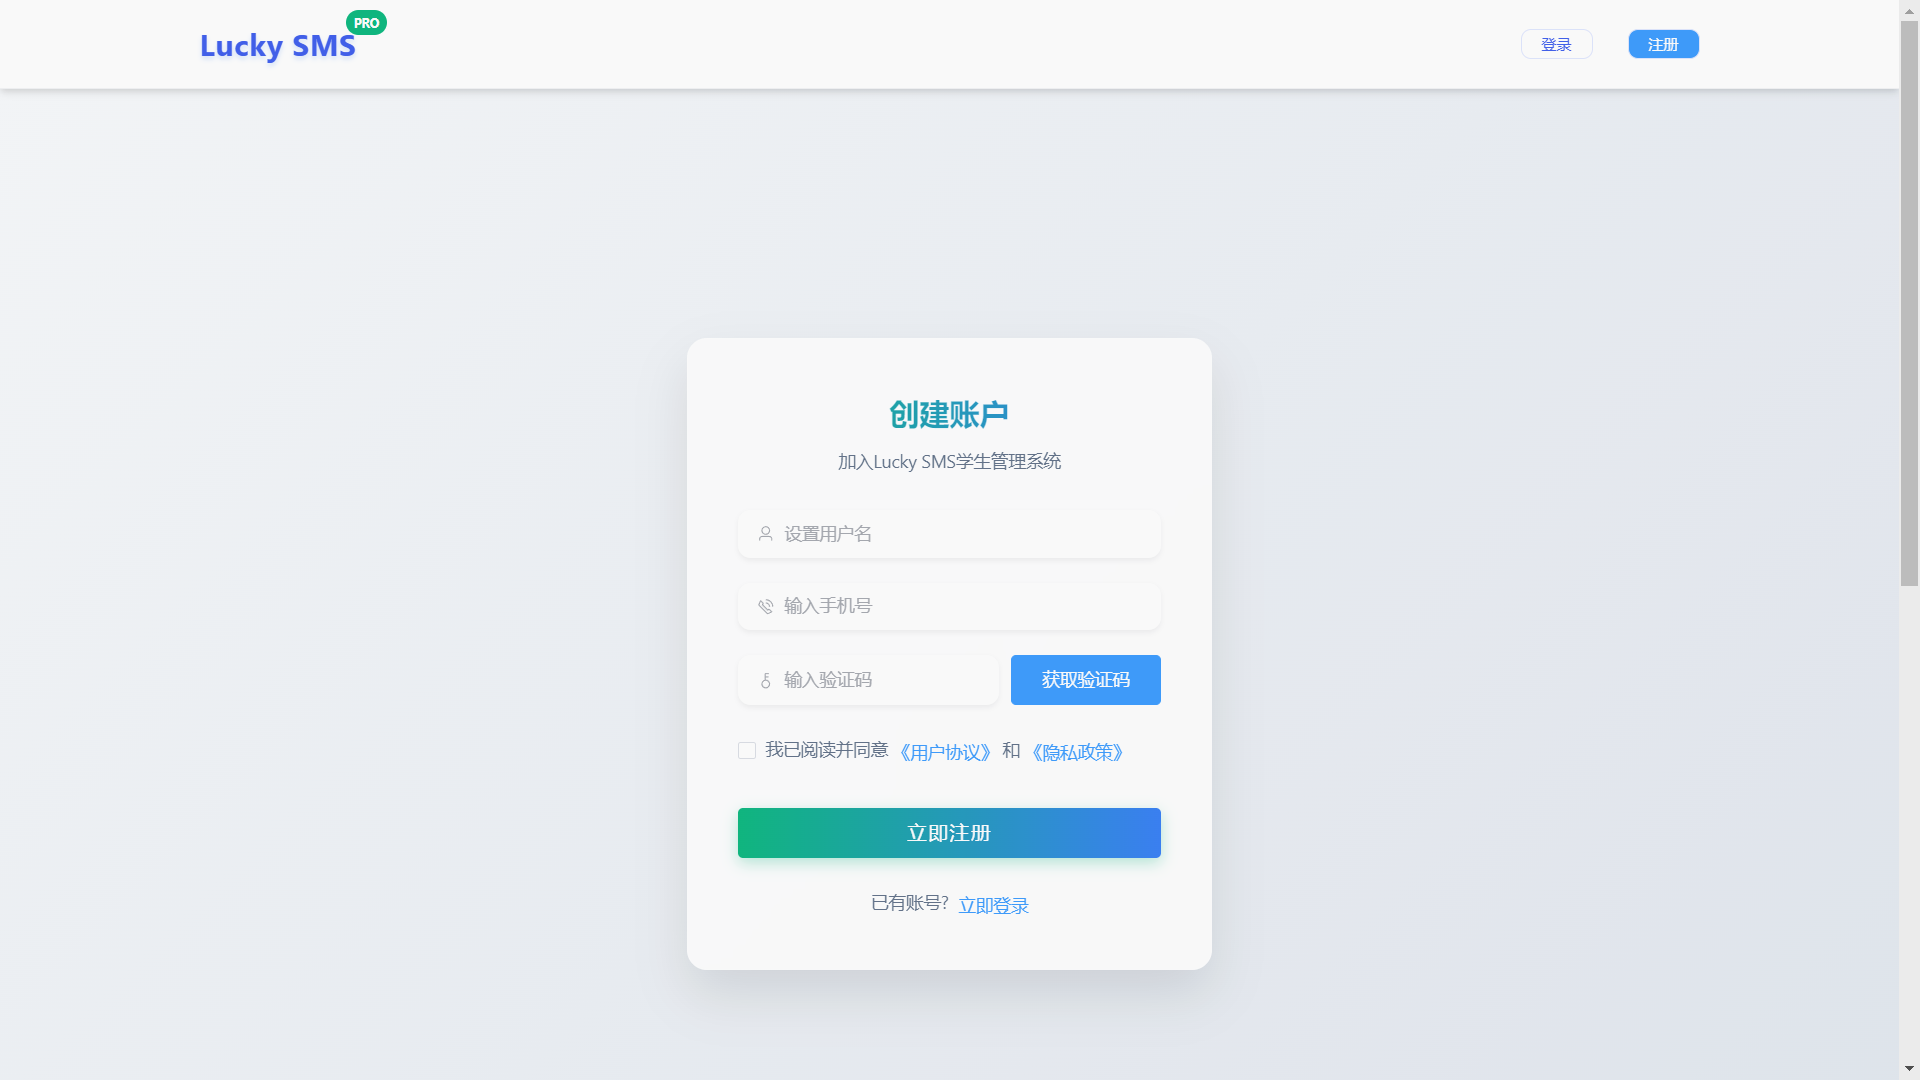 Lucky SMS PRO
登录
注册
创建账户
加入Lucky SMS学生管理系统
设置用户名
输入手机号
输入验证码
获取验证码
我已阅读并同意 《用户协议》 和 《隐私政策》
立即注册
已有账号? 立即登录